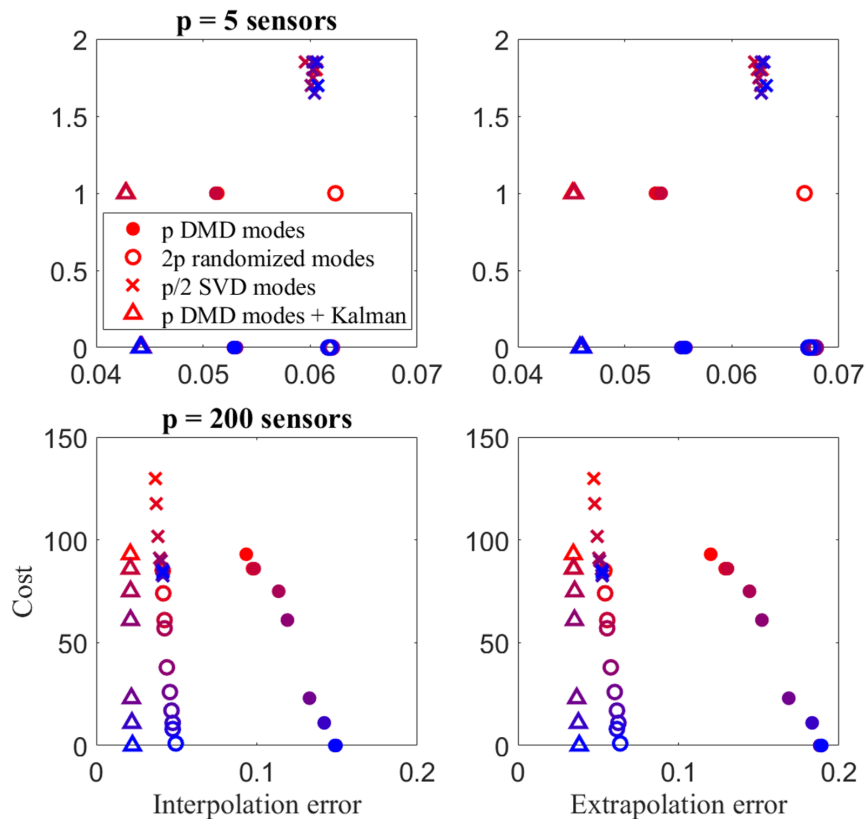 p = 5 sensors
2
1.5
1
0.5
0
0.04 0.05 0.06 0.07
p DMD modes
2p randomized modes
p/2 SVD modes
p DMD modes + Kalman
2
1.5
1
0.5
0
0.04 0.05 0.06 0.07
p = 200 sensors
Cost
150
100
50
0
0 0.1 0.2
Interpolation error
150
100
50
0
0 0.1 0.2
Extrapolation error